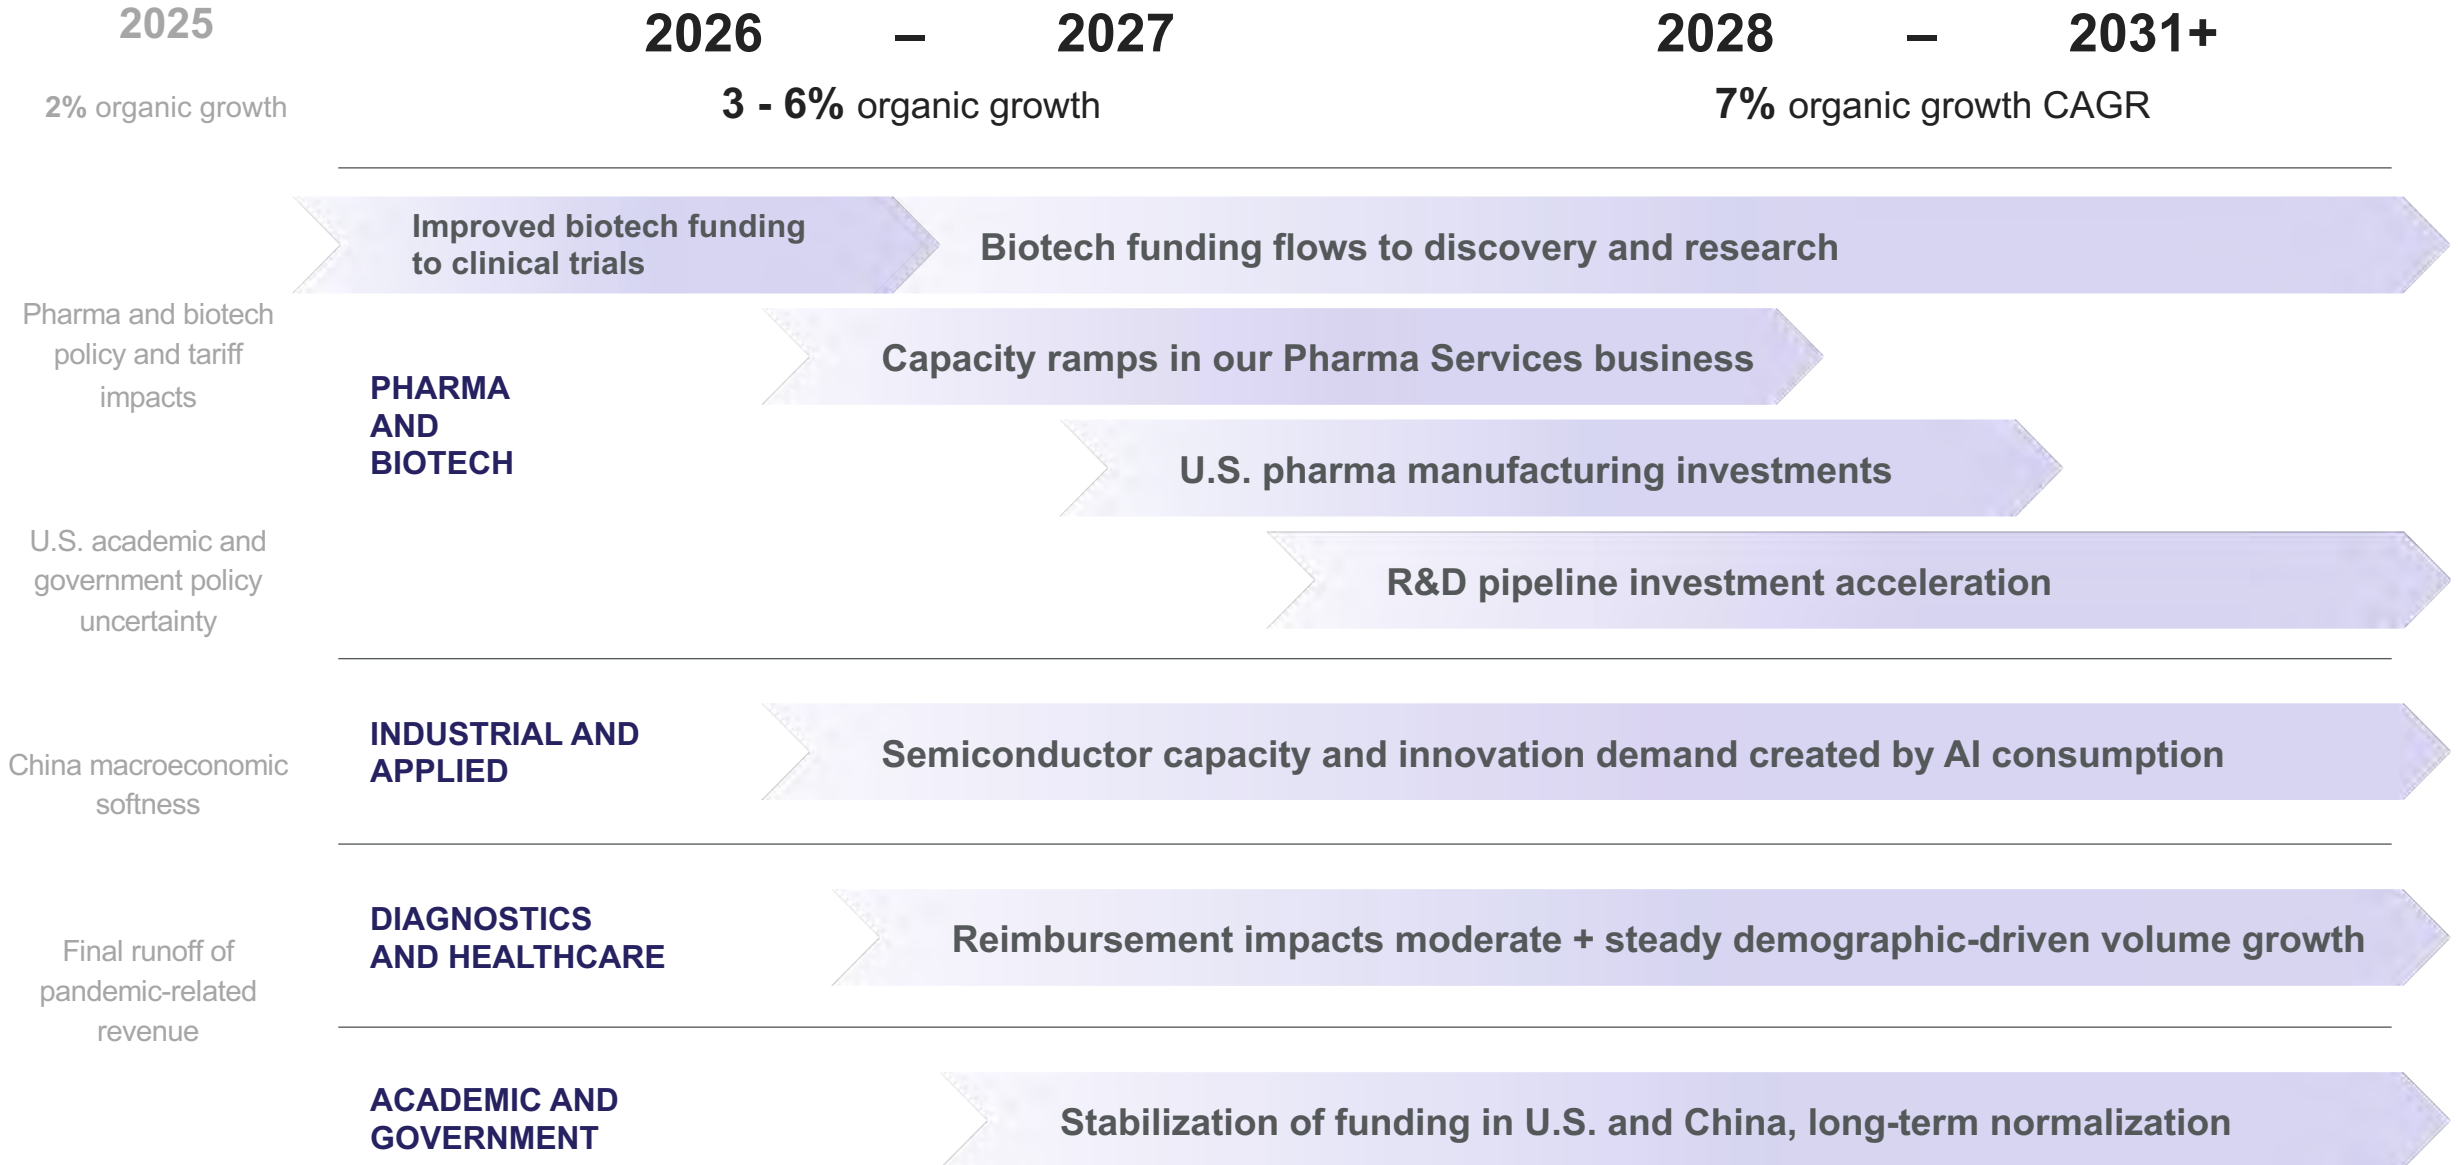 2025
2026 – 2027
2028 – 2031+
2% organic growth
3 - 6% organic growth
7% organic growth CAGR
Pharma and biotech
policy and tariff
impacts
U.S. academic and
government policy
uncertainty
China macroeconomic
softness
Final runoff of
pandemic-related
revenue
PHARMA
AND
BIOTECH
Improved biotech funding
to clinical trials
Biotech funding flows to discovery and research
Capacity ramps in our Pharma Services business
U.S. pharma manufacturing investments
R&D pipeline investment acceleration
INDUSTRIAL AND
APPLIED
Semiconductor capacity and innovation demand created by AI consumption
DIAGNOSTICS
AND HEALTHCARE
Reimbursement impacts moderate + steady demographic-driven volume growth
ACADEMIC AND
GOVERNMENT
Stabilization of funding in U.S. and China, long-term normalization